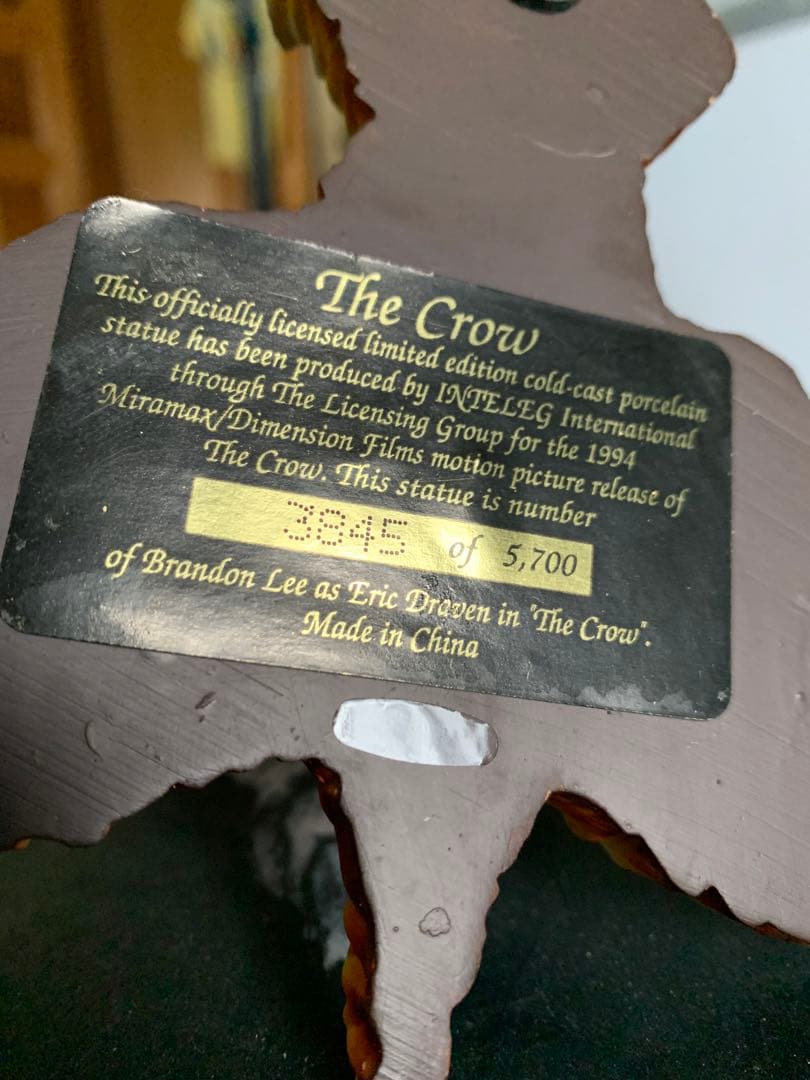 The Crow
This officially licensed limited edition cold-cast porcelain
statue has been produced by INTELEG International
through The Licensing Group for the 1994
Miramax/Dimension Films motion picture release of
The Crow. This statue is number
3845 of 5,700
of Brandon Lee as Eric Draven in "The Crow".
Made in China